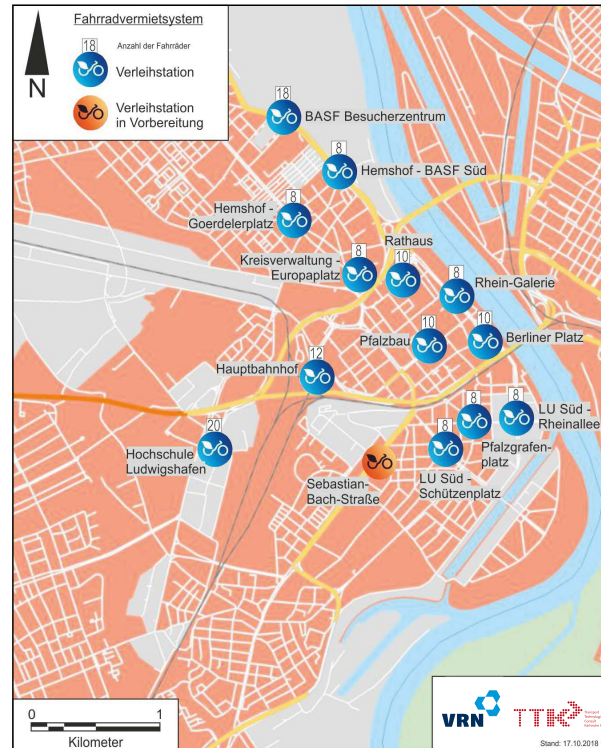 Fahrradvermietsystem
18
Anzahl der Fahrräder
Verleihstation
Verleihstation
in Vorbereitung
N
18
BASF Besucherzentrum
8
Hemshof - BASF Süd
8
Hemshof -
Goerdelerplatz
Rathaus
10
Kreisverwaltung -
Europaplatz
8
8
Rhein-Galerie
10
Pfalzbau
10
Berliner Platz
12
Hauptbahnhof
20
Hochschule
Ludwigshafen
8
LU Süd -
Rheinallee
8
Pfalzgrafen-
platz
8
LU Süd -
Schützenplatz
Sebastian-
Bach-Straße
0
1
Kilometer
VRN
TTK
Stand: 17.10.2018